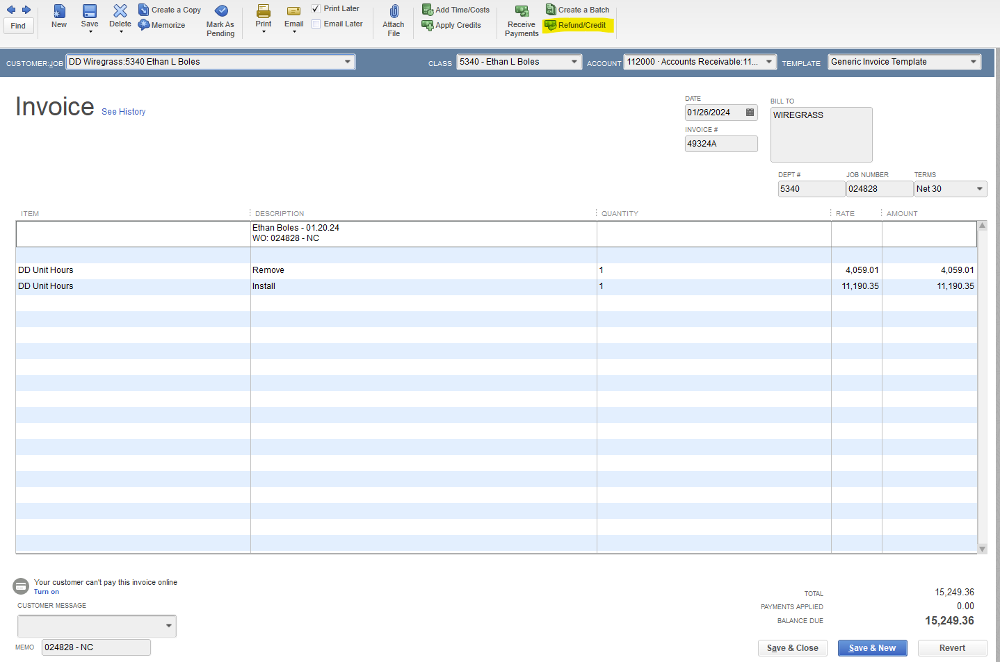 Find
New
Save
Delete
Create a Copy
Memorize
Mark As
Pending
Print
Email
Print Later
Email Later
Attach
File
Add Time/Costs
Apply Credits
Receive
Payments
Create a Batch
Refund/Credit
CUSTOMER:JOB DD Wiregrass:5340 Ethan L Boles CLASS 5340 - Ethan L Boles ACCOUNT 112000 · Accounts Receivable:11... TEMPLATE Generic Invoice Template
Invoice See History
DATE
01/26/2024
INVOICE #
49324A
BILL TO
WIREGRASS
DEPT # JOB NUMBER TERMS
5340 024828 Net 30
ITEM DESCRIPTION QUANTITY RATE AMOUNT
Ethan Boles - 01.20.24
WO: 024828 - NC
DD Unit Hours Remove 1 4,059.01 4,059.01
DD Unit Hours Install 1 11,190.35 11,190.35
Your customer can't pay this invoice online
Turn on
CUSTOMER MESSAGE
MEMO 024828 - NC
TOTAL 15,249.36
PAYMENTS APPLIED 0.00
BALANCE DUE 15,249.36
Save & Close Save & New Revert